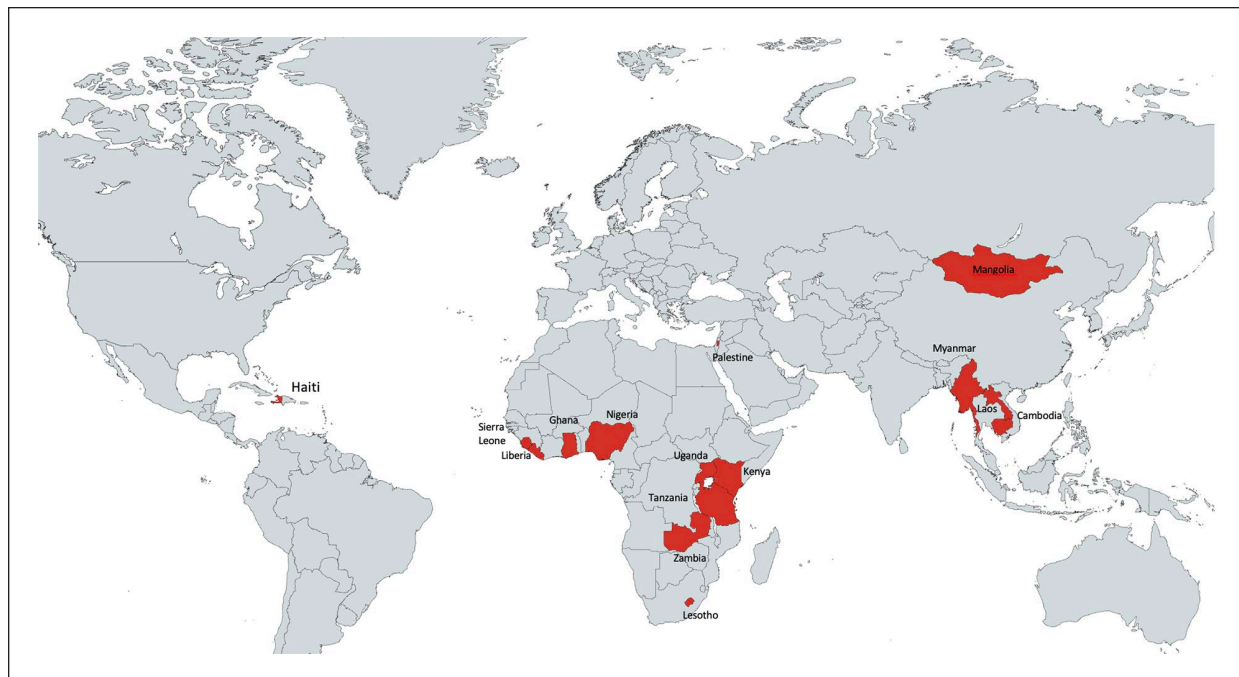 Mangolia
Palestine
Myanmar
Haiti
Laos
Cambodia
Ghana
Nigeria
Sierra
Leone
Liberia
Uganda
Kenya
Tanzania
Zambia
Lesotho